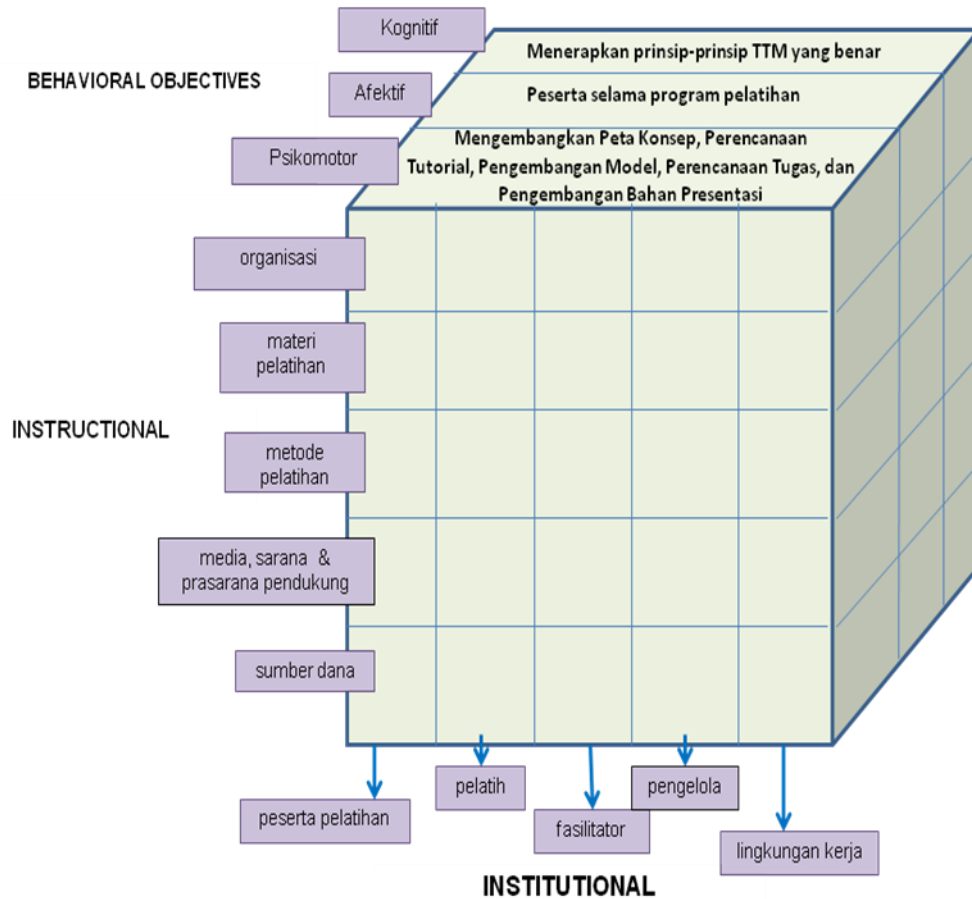 Kognitif
Menerapkan prinsip-prinsip TTM yang benar
BEHAVIORAL OBJECTIVES
Afektif
Peserta selama program pelatihan
Psikomotor
Mengembangkan Peta Konsep, Perencanaan
Tutorial, Pengembangan Model, Perencanaan Tugas, dan
Pengembangan Bahan Presentasi
organisasi
materi
pelatihan
INSTRUCTIONAL
metode
pelatihan
media, sarana &
prasarana pendukung
sumber dana
peserta pelatihan
pelatih
fasilitator
pengelola
lingkungan kerja
INSTITUTIONAL